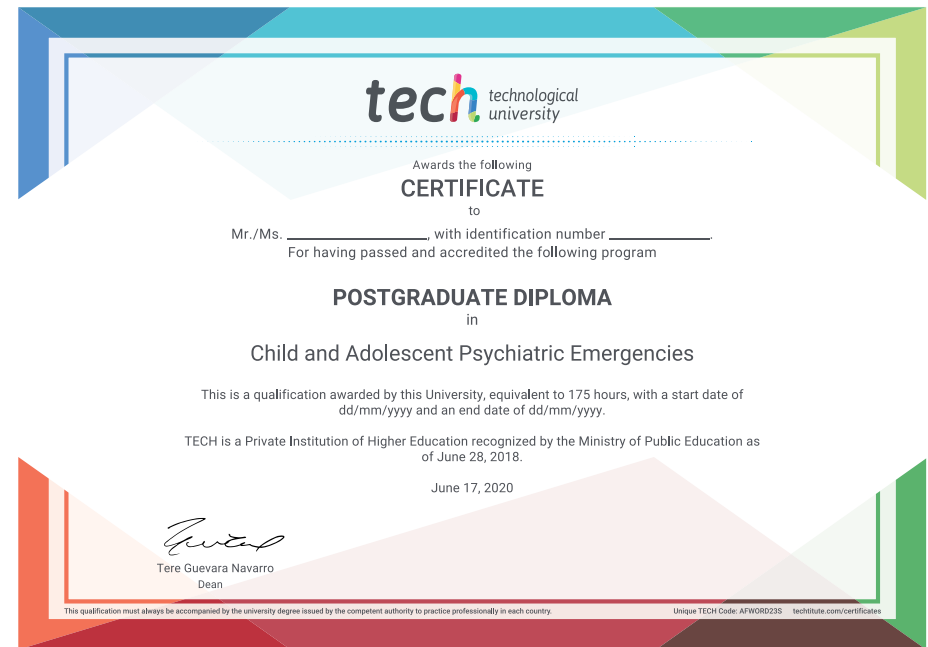 tech technological
university
Awards the following
CERTIFICATE
to
Mr./Ms. ____________, with identification number ____________.
For having passed and accredited the following program
POSTGRADUATE DIPLOMA
in
Child and Adolescent Psychiatric Emergencies
This is a qualification awarded by this University, equivalent to 175 hours, with a start date of
dd/mm/yyyy and an end date of dd/mm/yyyy.
TECH is a Private Institution of Higher Education recognized by the Ministry of Public Education as
of June 28, 2018.
June 17, 2020
Tere Guevara Navarro
Dean
This qualification must always be accompanied by the university degree issued by the competent authority to practice professionally in each country. Unique TECH Code: AFWORD23S techtitute.com/certificates